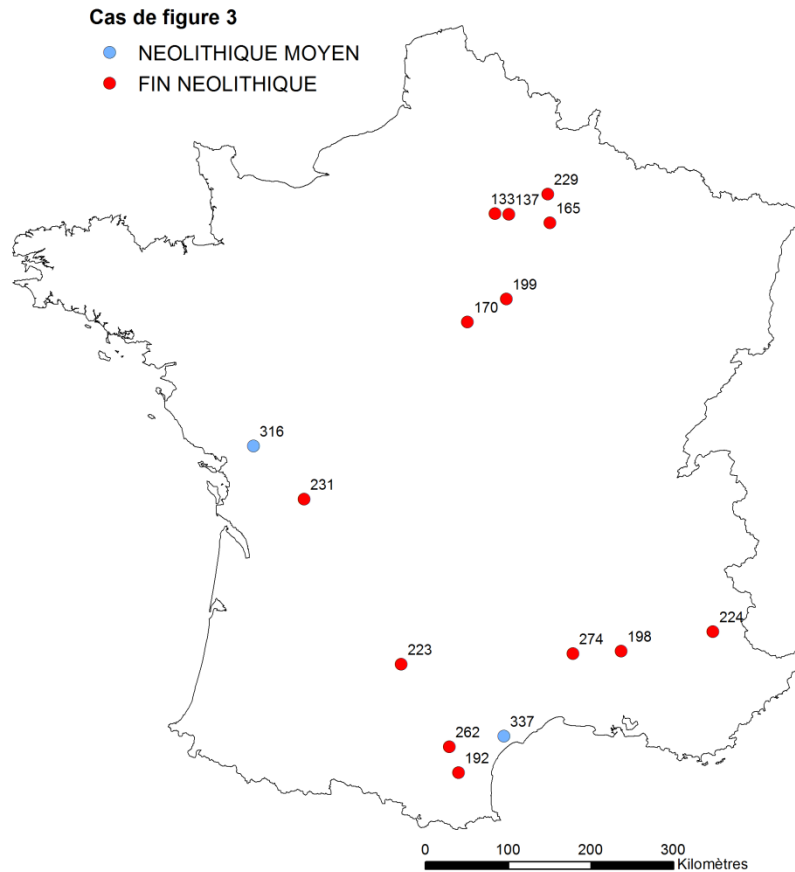 Cas de figure 3
NEOLITHIQUE MOYEN
FIN NEOLITHIQUE
229
133 137
165
199
170
316
231
224
274 198
223
337
262
192
0 100 200 300
Kilomètres